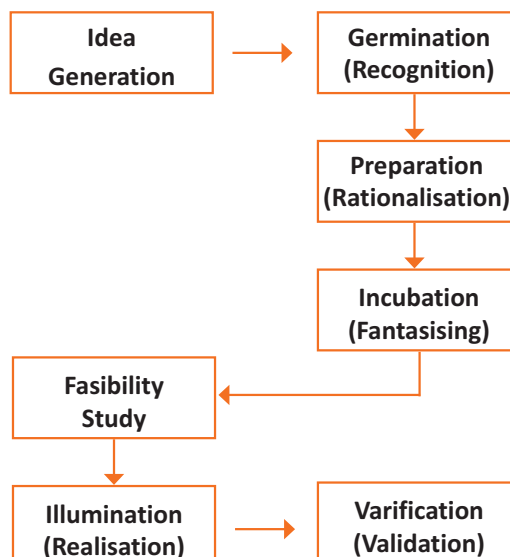 Idea
Generation
Germination
(Recognition)
Preparation
(Rationalisation)
Incubation
(Fantasising)
Fasibility
Study
Illumination
(Realisation)
Varification
(Validation)